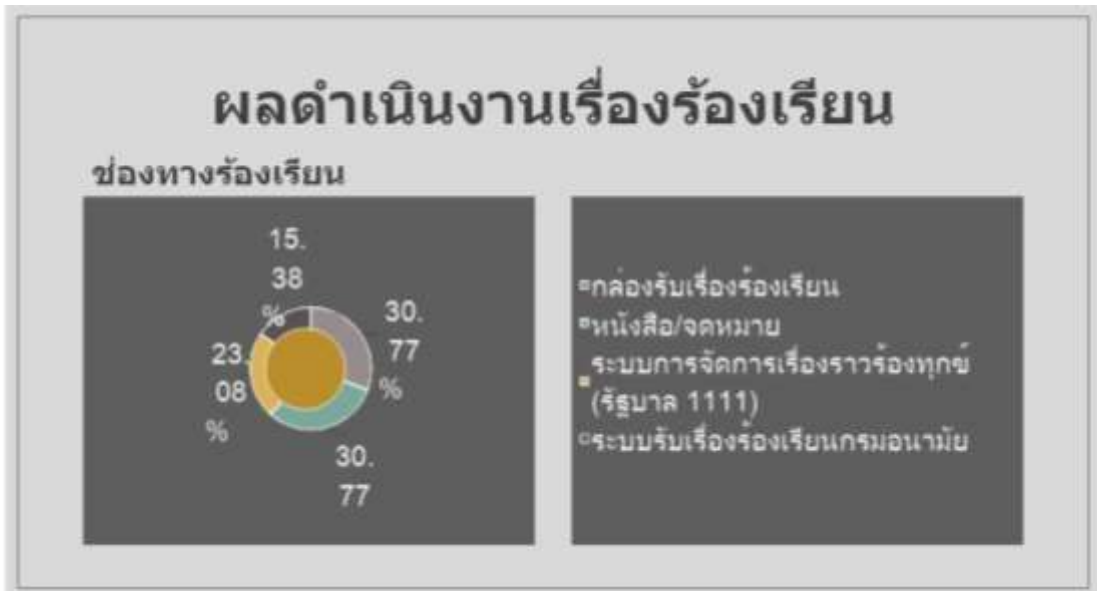 ผลดำเนินงานเรื่องร้องเรียน
ช่องทางร้องเรียน
15.
38
%
30.
77
%
23.
08
%
30.
77
กล่องรับเรื่องร้องเรียน
หนังสือ/จดหมาย
ระบบการจัดการเรื่องราวร้องทุกข์
(รัฐบาล 1111)
ระบบรับเรื่องร้องเรียนกรมอนามัย